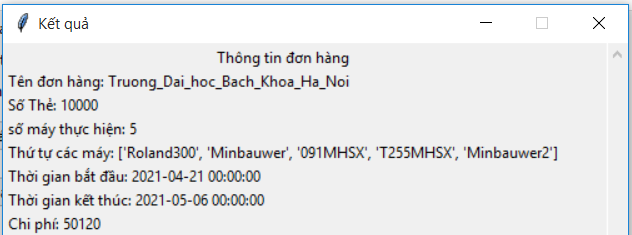 Kết quả
Thông tin đơn hàng
Tên đơn hàng: Truong_Dai_hoc_Bach_Khoa_Ha_Noi
Số Thẻ: 10000
số máy thực hiện: 5
Thứ tự các máy: ['Roland300', 'Minbauwer', '091MHSX', 'T255MHSX', 'Minbauwer2']
Thời gian bắt đầu: 2021-04-21 00:00:00
Thời gian kết thúc: 2021-05-06 00:00:00
Chi phí: 50120